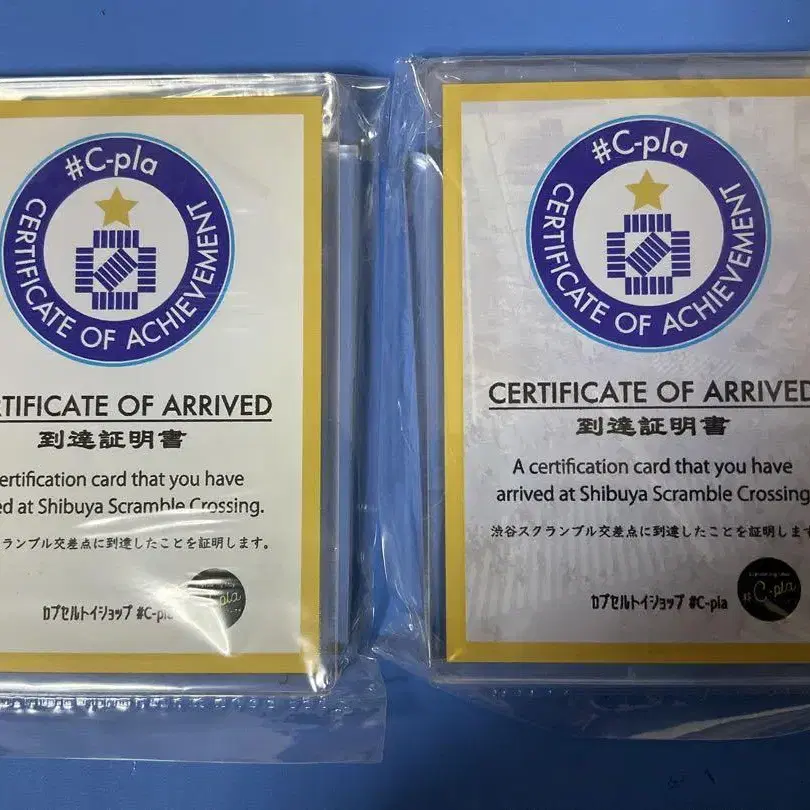 #C-pla
CERTIFICATE OF ACHIEVEMENT
TIFICATE OF ARRIVED
到達証明書
ertification card that you have
ed at Shibuya Scramble Crossing.
ランブル交差点に到達したことを証明します。
カプセルトイショップ #C-pla
#C-pla
CERTIFICATE OF ACHIEVEMENT
CERTIFICATE OF ARRIVED
到達証明書
A certification card that you have
arrived at Shibuya Scramble Crossing
渋谷スクランブル交差点に到達したことを証明します
カプセルトイショップ #C-pla
C-pla